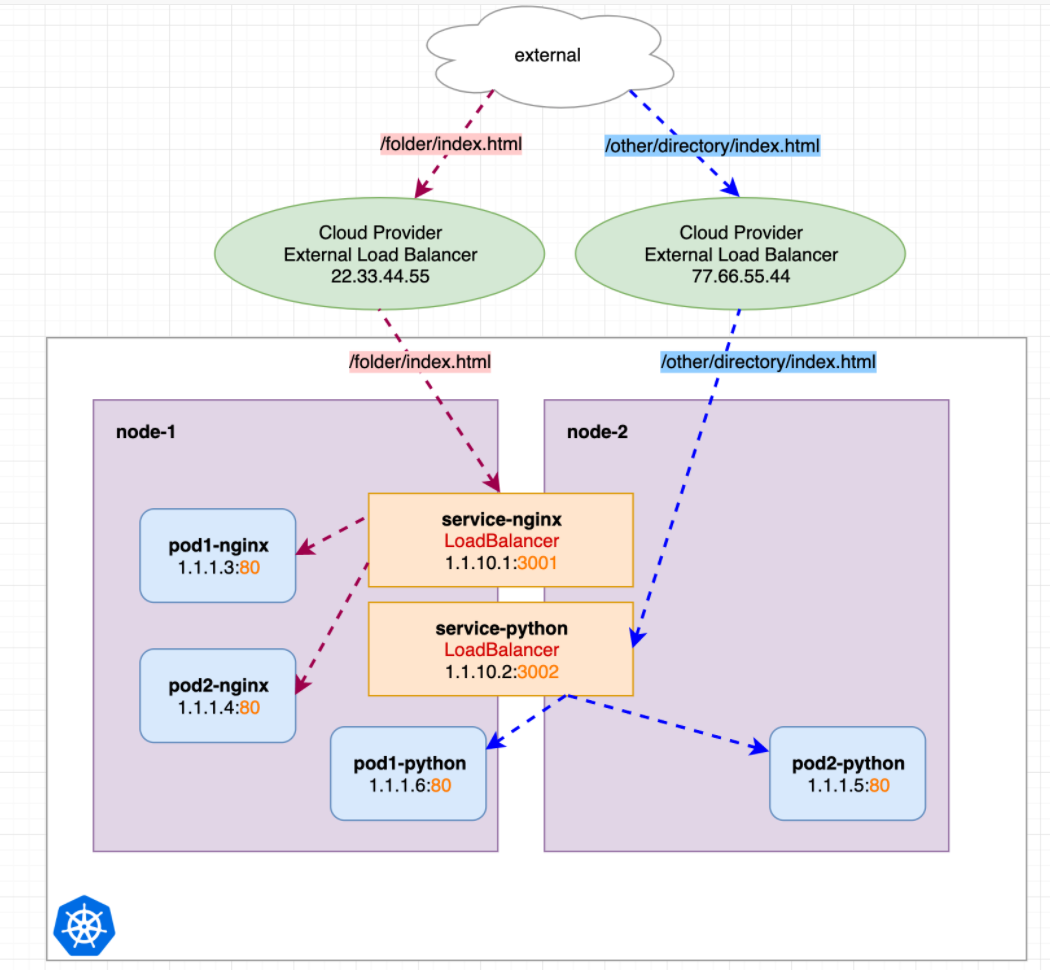 external
/folder/index.html
/other/directory/index.html
Cloud Provider
External Load Balancer
22.33.44.55
Cloud Provider
External Load Balancer
77.66.55.44
/folder/index.html
/other/directory/index.html
node-1
node-2
service-nginx
LoadBalancer
1.1.10.1:3001
pod1-nginx
1.1.1.3:80
service-python
LoadBalancer
1.1.10.2:3002
pod2-nginx
1.1.1.4:80
pod1-python
1.1.1.6:80
pod2-python
1.1.1.5:80